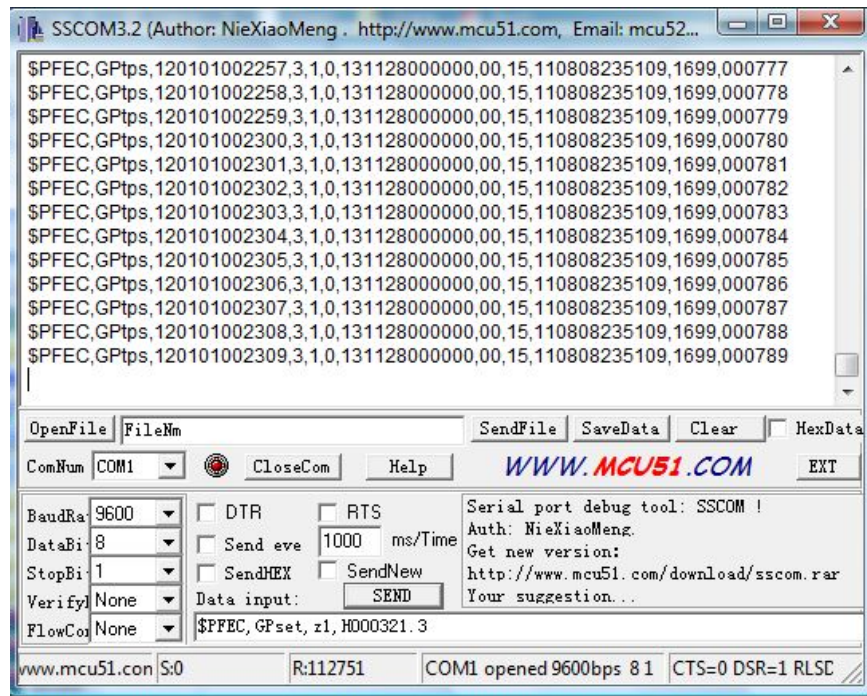 SSCOM3.2 (Author: NieXiaoMeng . http://www.mcu51.com, Email: mcu52...
$PFEC,GPtps,120101002257,3,1,0,131128000000,00,15,110808235109,1699,000777
$PFEC,GPtps,120101002258,3,1,0,131128000000,00,15,110808235109,1699,000778
$PFEC,GPtps,120101002259,3,1,0,131128000000,00,15,110808235109,1699,000779
$PFEC,GPtps,120101002300,3,1,0,131128000000,00,15,110808235109,1699,000780
$PFEC,GPtps,120101002301,3,1,0,131128000000,00,15,110808235109,1699,000781
$PFEC,GPtps,120101002302,3,1,0,131128000000,00,15,110808235109,1699,000782
$PFEC,GPtps,120101002303,3,1,0,131128000000,00,15,110808235109,1699,000783
$PFEC,GPtps,120101002304,3,1,0,131128000000,00,15,110808235109,1699,000784
$PFEC,GPtps,120101002305,3,1,0,131128000000,00,15,110808235109,1699,000785
$PFEC,GPtps,120101002306,3,1,0,131128000000,00,15,110808235109,1699,000786
$PFEC,GPtps,120101002307,3,1,0,131128000000,00,15,110808235109,1699,000787
$PFEC,GPtps,120101002308,3,1,0,131128000000,00,15,110808235109,1699,000788
$PFEC,GPtps,120101002309,3,1,0,131128000000,00,15,110808235109,1699,000789
OpenFile FileNm SendFile SaveData Clear HexData
ComNum COM1 CloseCom Help WWW.MCU51.COM EXT
BaudRa 9600 DTR RTS
DataBi 8 Send eve 1000 ms/Time
StopBi 1 SendHEX SendNew
Verifyl None Data input: SEND
FlowCo None $PFEC,GPset,z1,H000321.3
Serial port debug tool: SSCOM !
Auth: NieXiaoMeng.
Get new version:
http://www.mcu51.com/download/sscom.rar
Your suggestion...
www.mcu51.con S:0 R:112751 COM1 opened 9600bps 8 1 CTS=0 DSR=1 RLSD